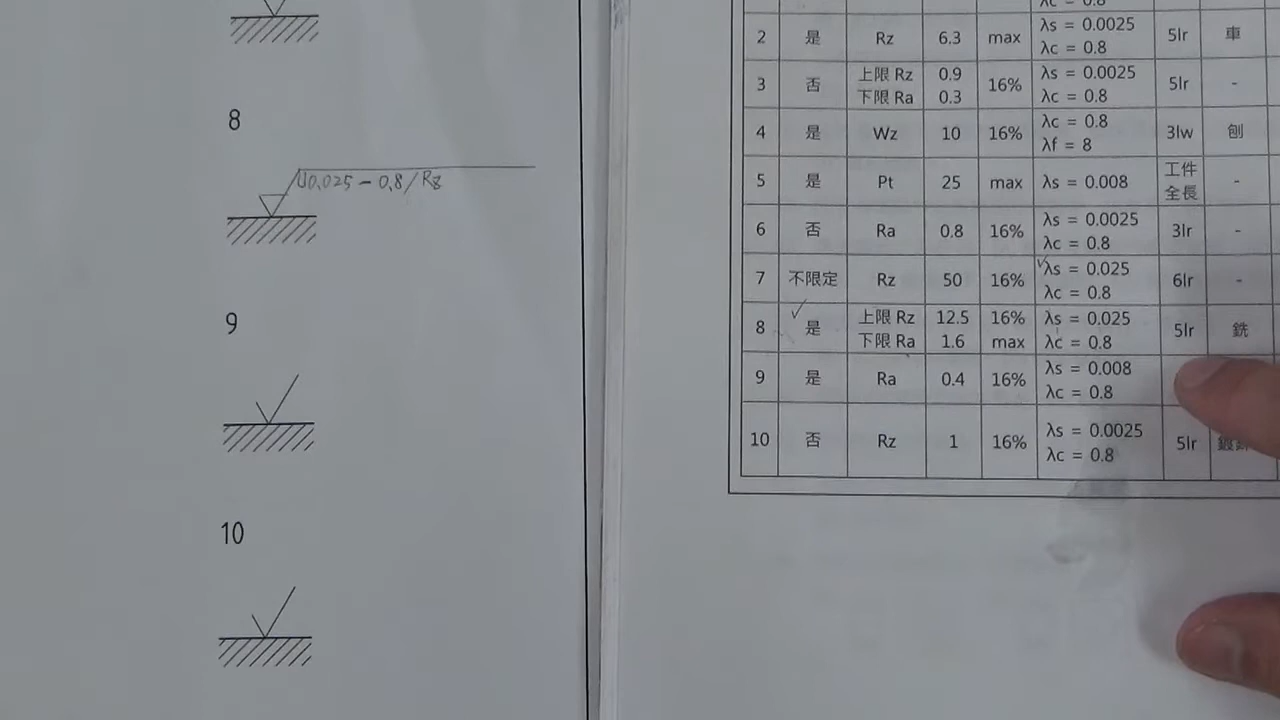 8
U0.025 - 0.8 / Rz
9
10
2 是 Rz 6.3 max λs = 0.0025 5lr 車
λc = 0.8
3 否 上限 Rz 0.9 16% λs = 0.0025 5lr -
下限 Ra 0.3 λc = 0.8
4 是 Wz 10 16% λc = 0.8 3lw 刨
λf = 8
5 是 Pt 25 max λs = 0.008 工件 -
全長
6 否 Ra 0.8 16% λs = 0.0025 3lr -
λc = 0.8
7 不限定 Rz 50 16% λs = 0.025 6lr -
λc = 0.8
8 是 上限 Rz 12.5 16% λs = 0.025 5lr 銑
下限 Ra 1.6 max λc = 0.8
9 是 Ra 0.4 16% λs = 0.008
λc = 0.8
10 否 Rz 1 16% λs = 0.0025 5lr
λc = 0.8